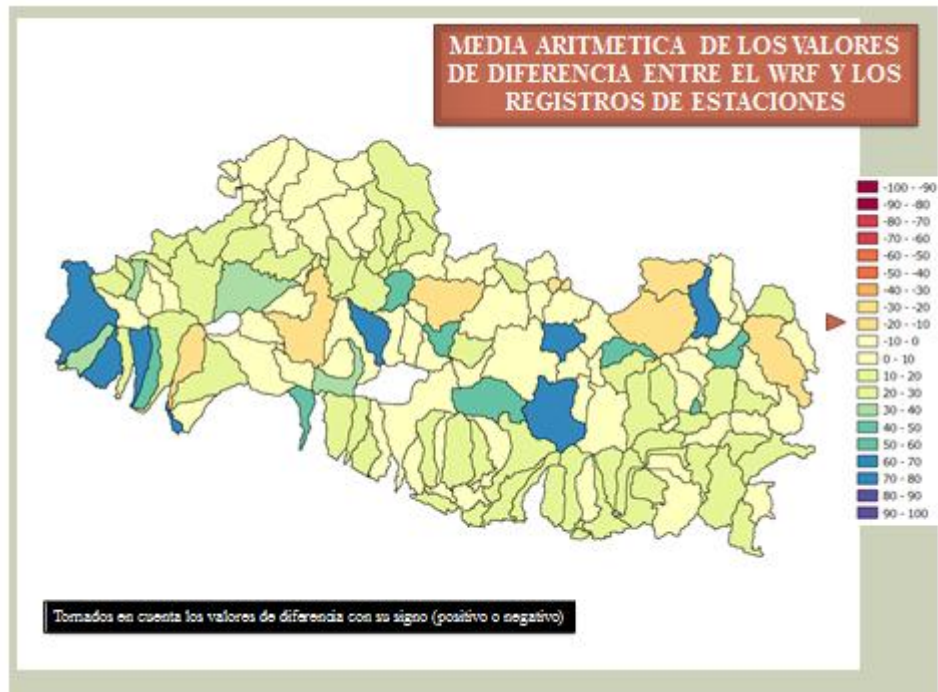 MEDIA ARITMETICA DE LOS VALORES
DE DIFERENCIA ENTRE EL WRF Y LOS
REGISTROS DE ESTACIONES
-100 - -90
-90 - -80
-80 - -70
-70 - -60
-60 - -50
-50 - -40
-40 - -30
-30 - -20
-20 - -10
-10 - 0
0 - 10
10 - 20
20 - 30
30 - 40
40 - 50
50 - 60
60 - 70
70 - 80
80 - 90
90 - 100
Tomados en cuenta los valores de diferencia con su signo (positivo o negativo)